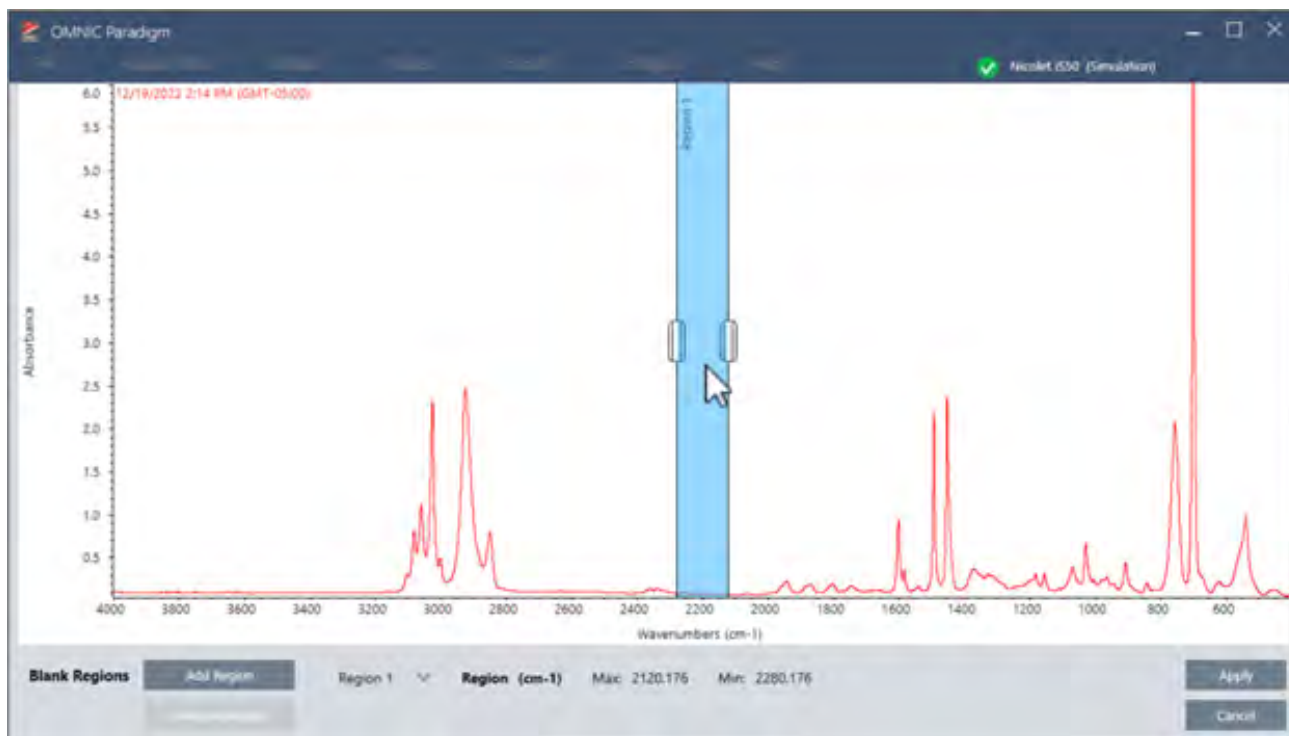 OMNIC Paradigm
Nicolet iS50 (Simulation)
12/19/2022 2:14 PM (GMT-05:00)
6.0
5.5
5.0
4.5
4.0
3.5
3.0
2.5
2.0
1.5
1.0
0.5
Absorbance
Region 1
4000 3800 3600 3400 3200 3000 2800 2600 2400 2200 2000 1800 1600 1400 1200 1000 800 600
Wavenumbers (cm-1)
Blank Regions Add Region Region 1 Region (cm-1) Max: 2120.176 Min: 2280.176 Apply
Cancel